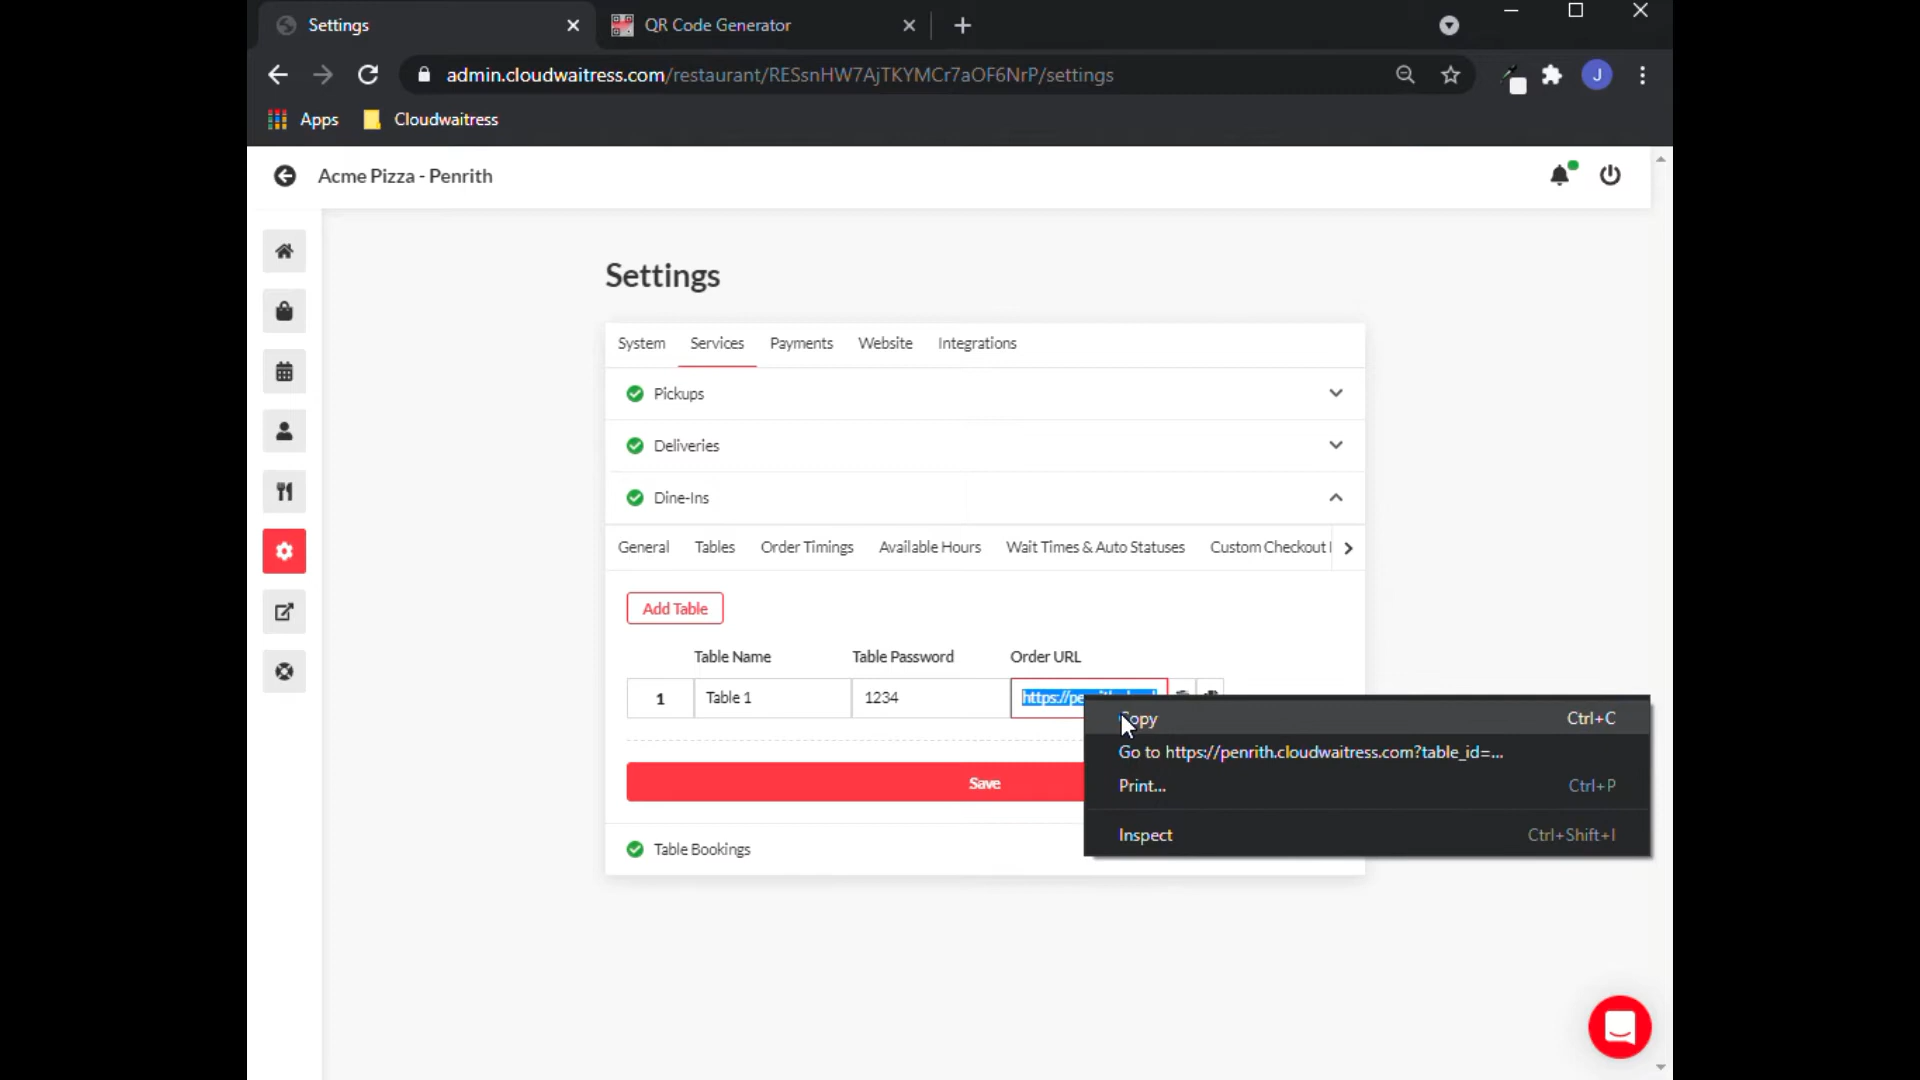 Settings
QR Code Generator
admin.cloudwaitress.com/restaurant/RESsnHW7AjTKYMCr7aOF6NrP/settings
J
Apps
Cloudwaitress
Acme Pizza - Penrith
Settings
System
Services
Payments
Website
Integrations
Pickups
Deliveries
Dine-Ins
General
Tables
Order Timings
Available Hours
Wait Times & Auto Statuses
Custom Checkout
Add Table
Table Name
Table Password
Order URL
1
Table 1
1234
https://pe
Copy
Ctrl+C
Go to https://penrith.cloudwaitress.com?table_id=...
Print...
Ctrl+P
Inspect
Ctrl+Shift+I
Save
Table Bookings